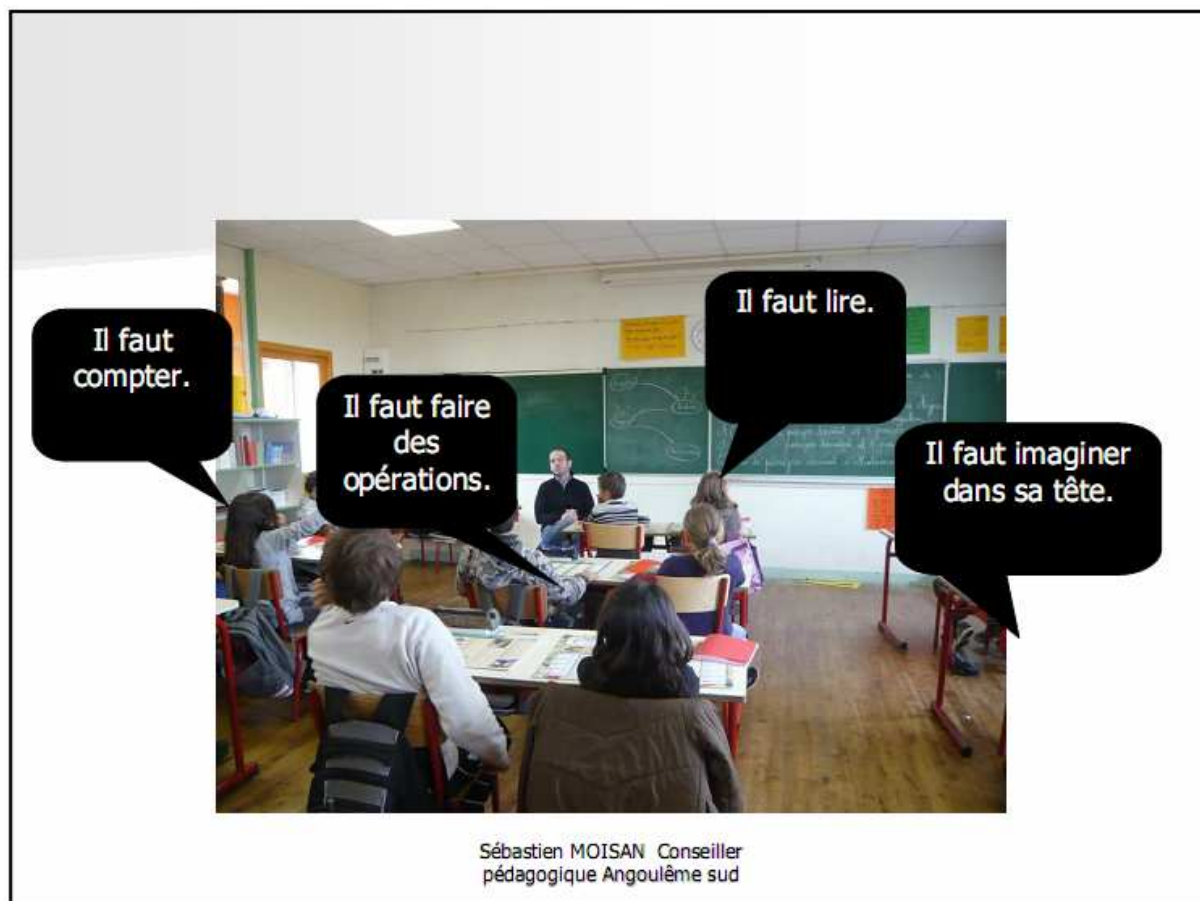 Il faut lire.
Il faut
compter.
Il faut faire
des
opérations.
Il faut imaginer
dans sa tête.
Sébastien MOISAN Conseiller
pédagogique Angoulême sud